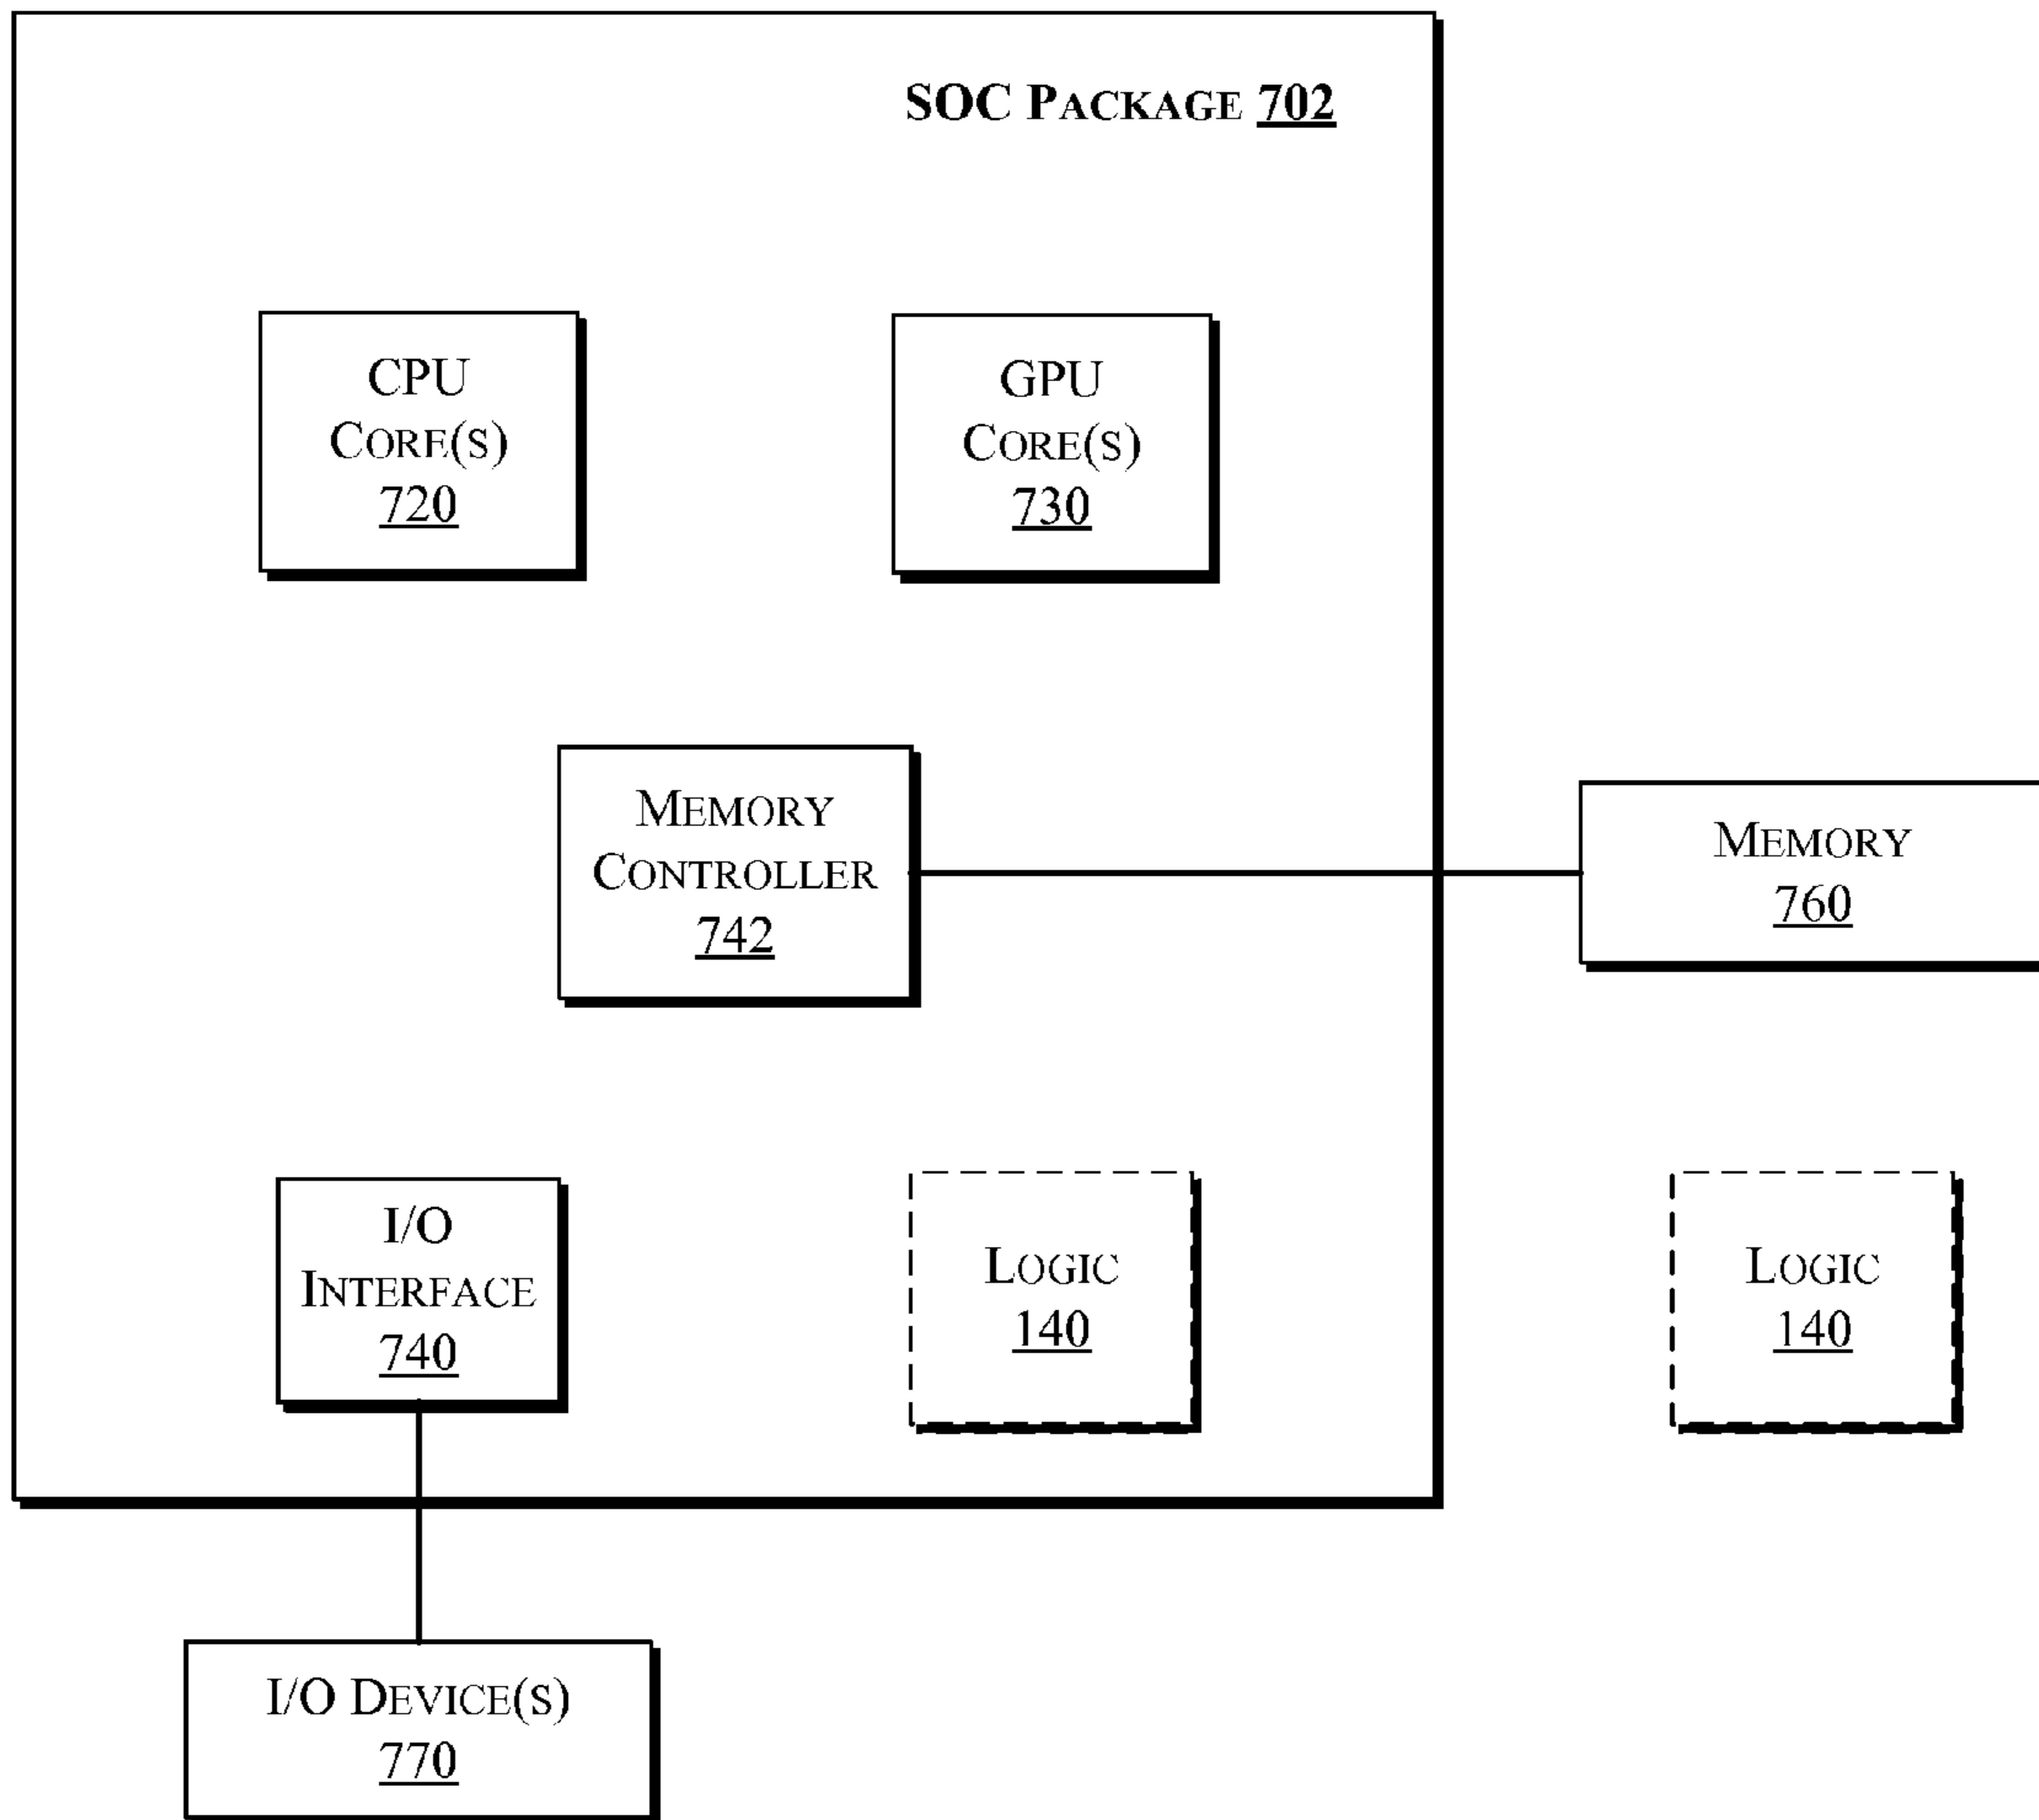 SOC PACKAGE 702
CPU
CORE(S)
720
GPU
CORE(S)
730
MEMORY
CONTROLLER
742
MEMORY
760
I/O
INTERFACE
740
LOGIC
140
LOGIC
140
I/O DEVICE(S)
770